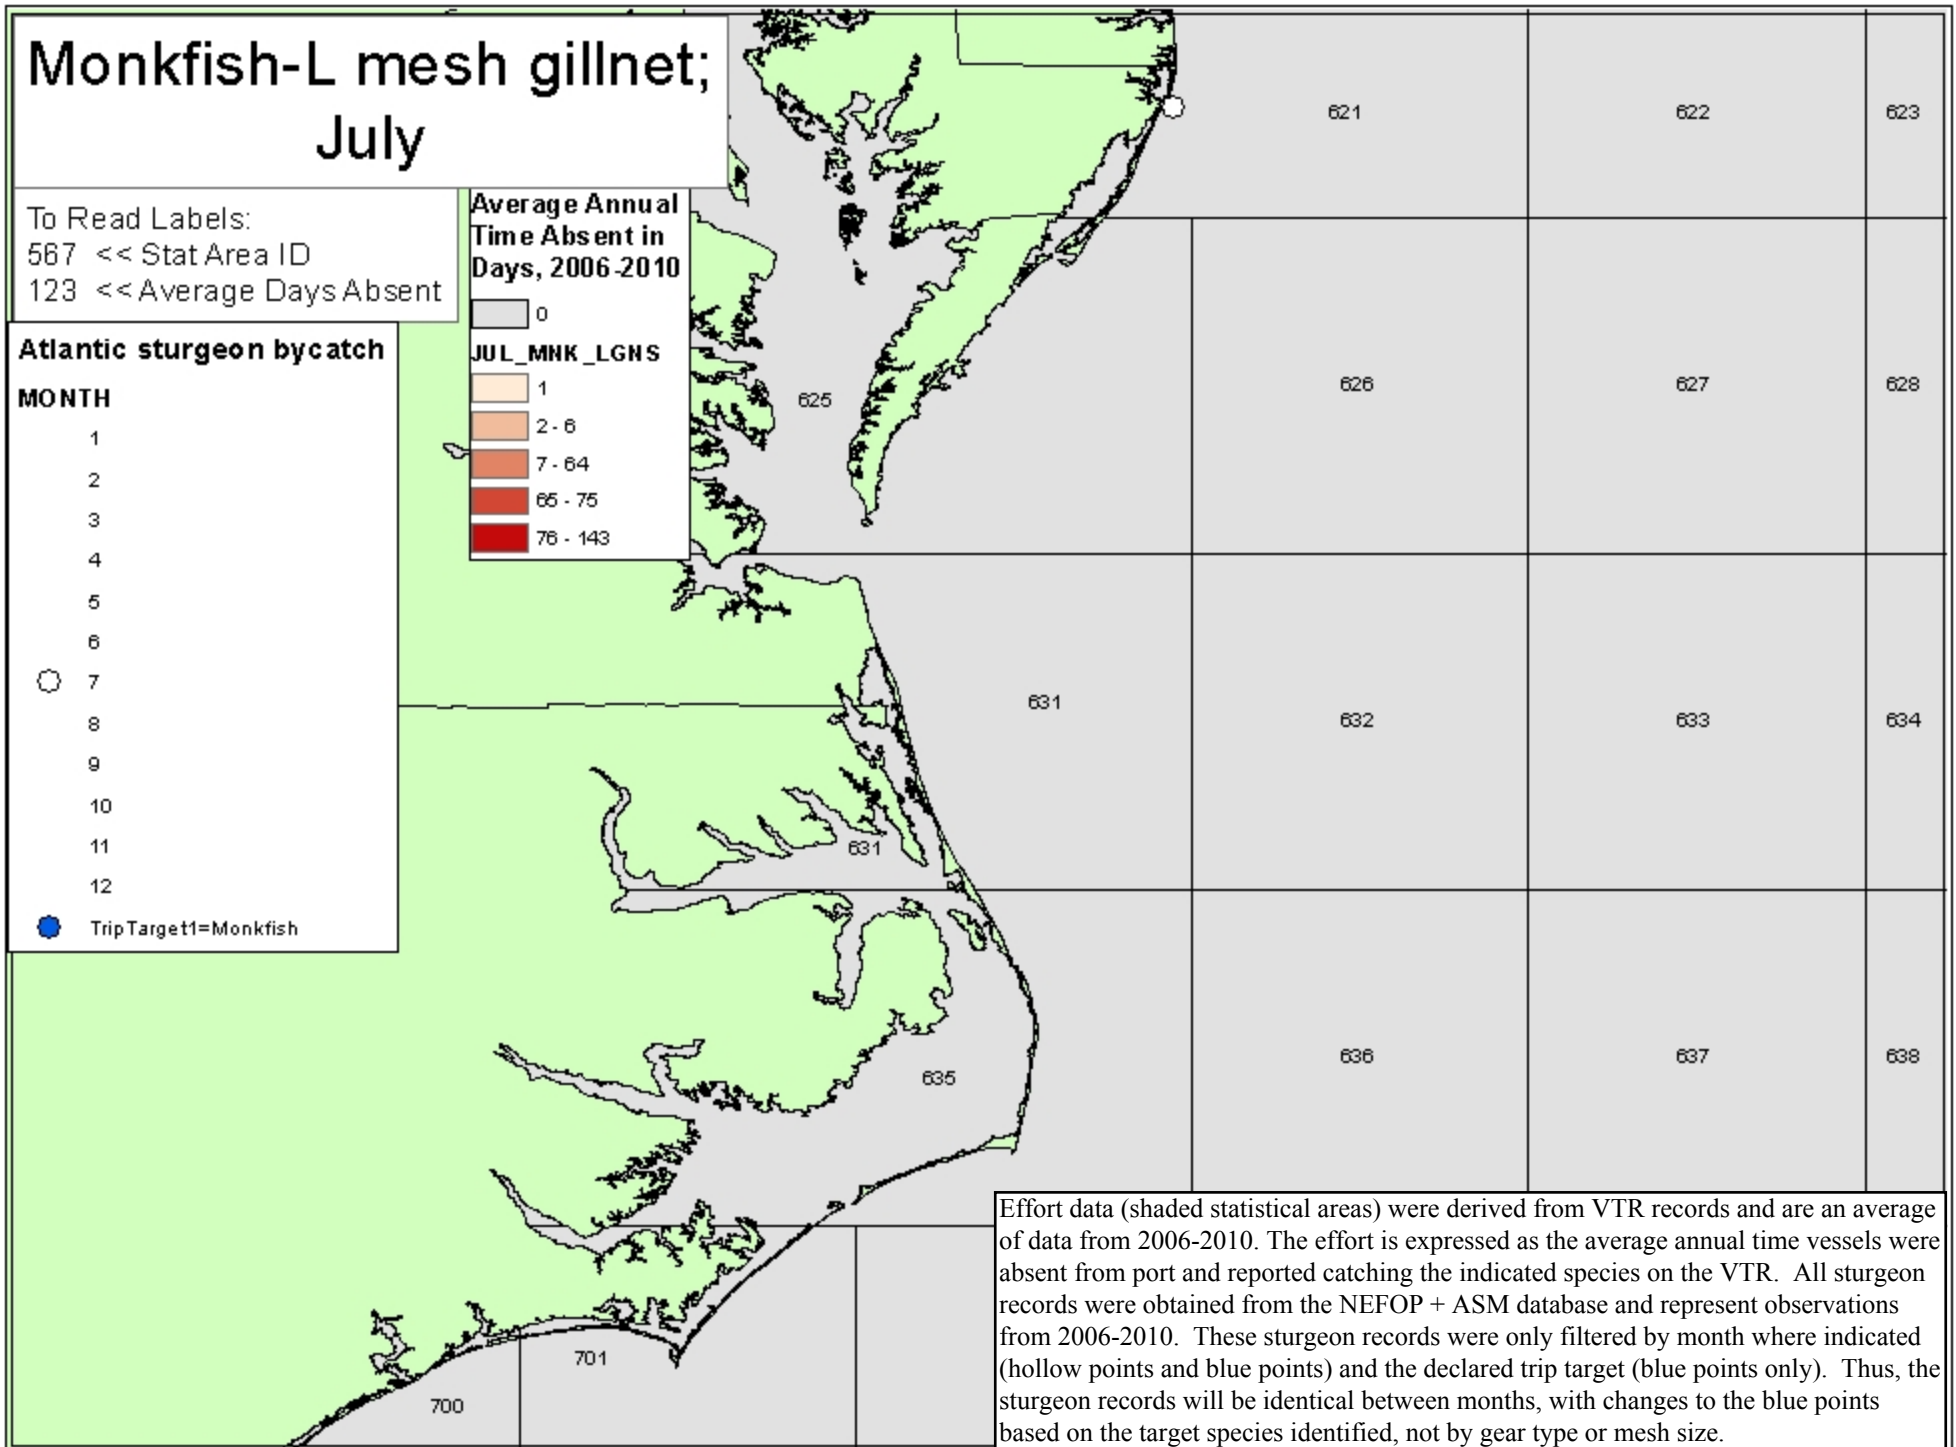 Monkfish-L mesh gillnet;
July
To Read Labels:
567 << Stat Area ID
123 << Average Days Absent
Average Annual
Time Absent in
Days, 2006-2010
0
JUL_MNK_LGNS
1
2 - 6
7 - 64
65 - 75
76 - 143
Atlantic sturgeon bycatch
MONTH
1
2
3
4
5
6
7
8
9
10
11
12
TripTarget1=Monkfish
621
622
623
625
626
627
628
631
632
633
634
631
635
636
637
638
700
701
Effort data (shaded statistical areas) were derived from VTR records and are an average
of data from 2006-2010. The effort is expressed as the average annual time vessels were
absent from port and reported catching the indicated species on the VTR.  All sturgeon
records were obtained from the NEFOP + ASM database and represent observations
from 2006-2010.  These sturgeon records were only filtered by month where indicated
(hollow points and blue points) and the declared trip target (blue points only).  Thus, the
sturgeon records will be identical between months, with changes to the blue points
based on the target species identified, not by gear type or mesh size.